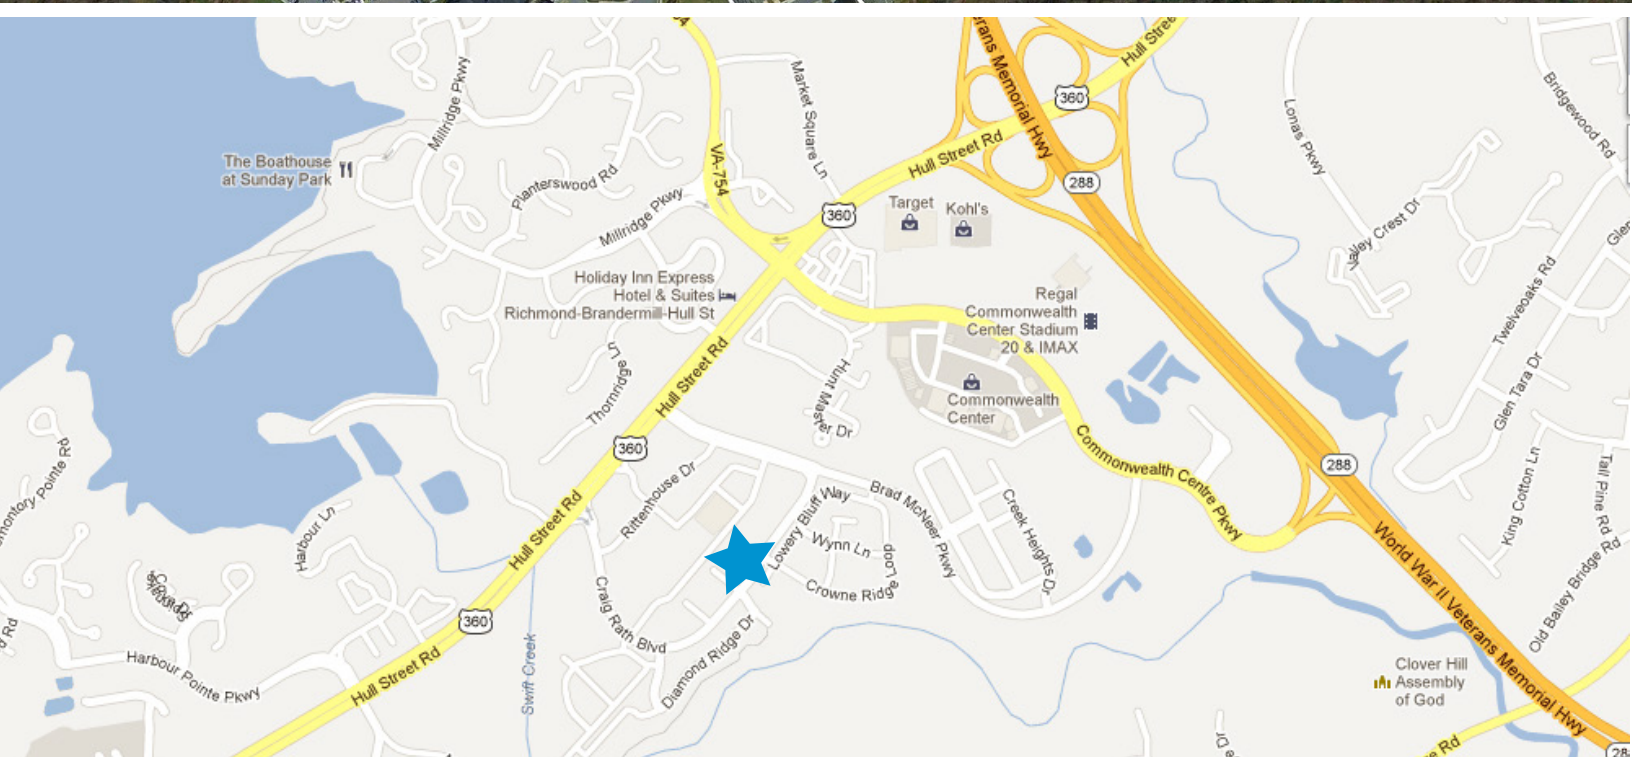 Millridge Pkwy
Market Square Ln
Memorial Hwy
Hull Stree
360
Lonas Pkwy
Bridgewood Rd
The Boathouse
at Sunday Park
Planterswood Rd
VA-754
Hull Street Rd
288
Millridge Pkwy
360
Target
Kohl's
Crest Dr
Holiday Inn Express
Hotel & Suites
Richmond-Brandermill-Hull St
Regal
Commonwealth
Center Stadium
20 & IMAX
Twelveoaks Rd
Hull Street Rd
Thornridge Ln
Hunt Master Dr
Commonwealth
Center
Glen Tara Dr
360
Commonwealth Centre Pkwy
288
Rittenhouse Dr
Brad McNeer Pkwy
Creek Heights Dr
King Cotton Ln
Tall Pine Rd
Pointe Rd
Harbour Ln
Hull Street Rd
Lowery Bluff Way
Wynn Ln
Crowne Ridge Loop
World War II Veterans Memorial Hwy
Old Bailey Bridge Rd
360
Craig Rath Blvd
Swift Creek
Diamond Ridge Dr
Harbour Pointe Pkwy
Hull Street Rd
Clover Hill
Assembly
of God